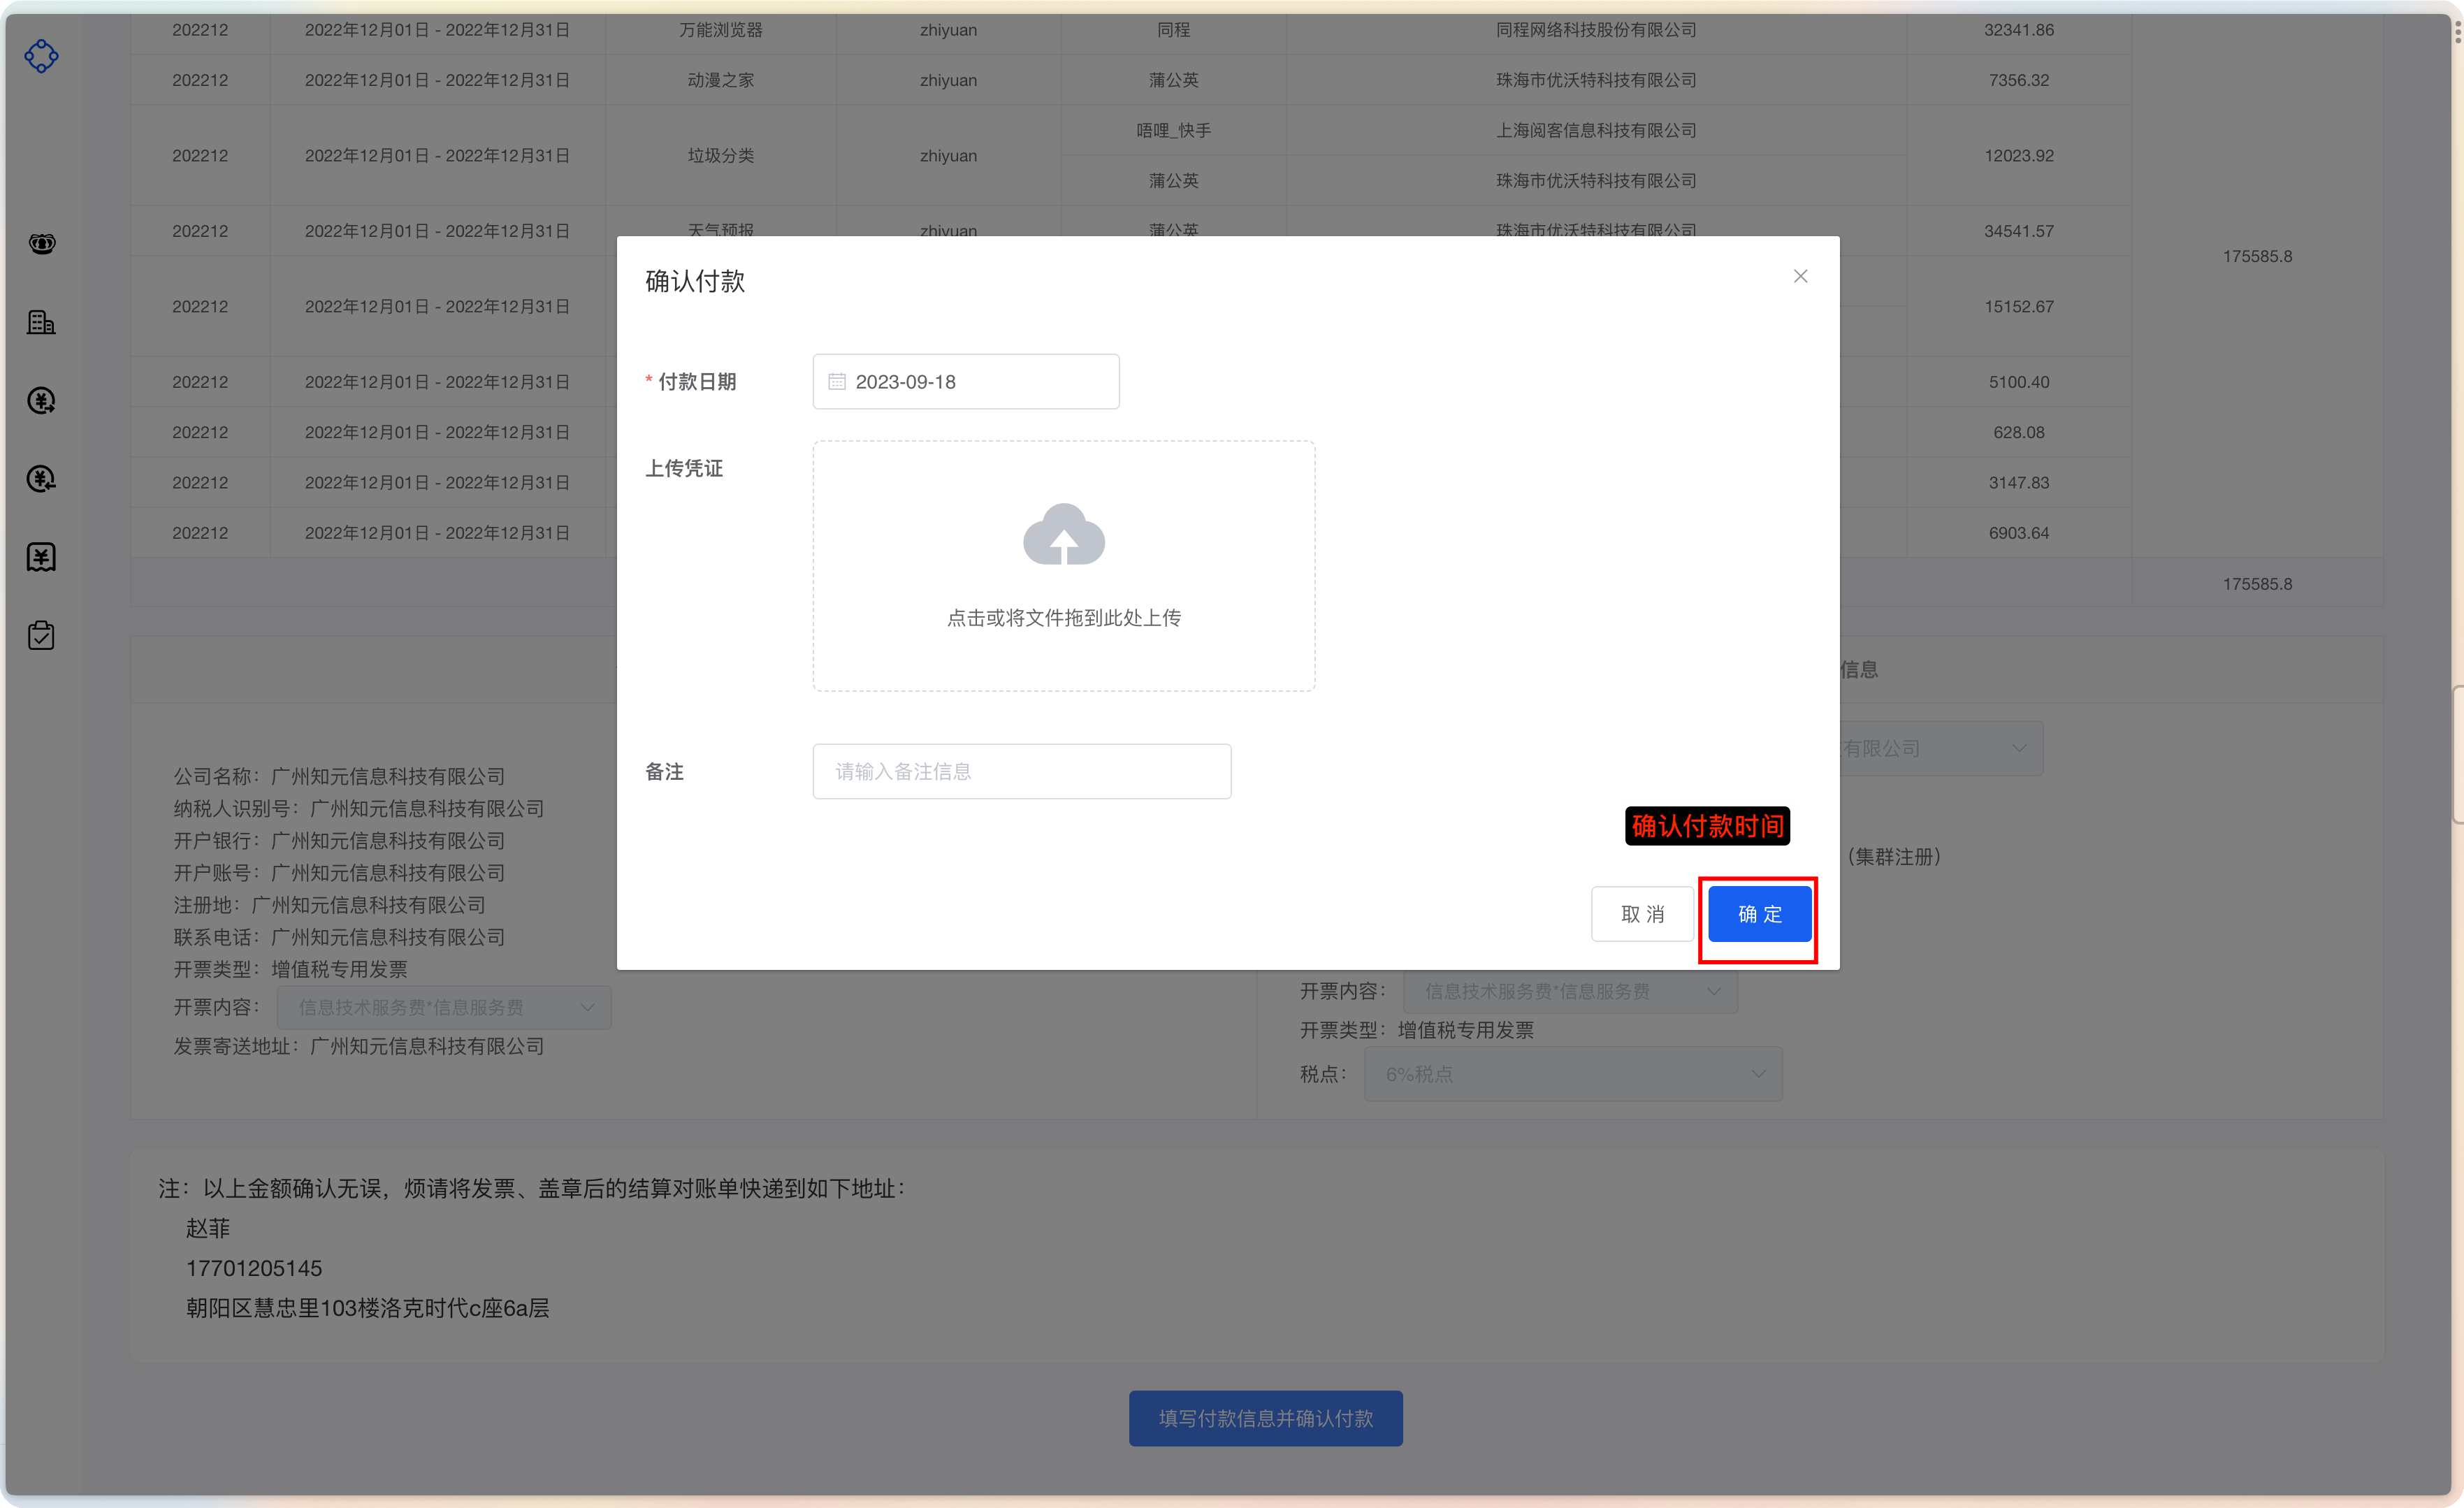 202212 2022年12月01日 - 2022年12月31日 万能浏览器 zhiyuan 同程 同程网络科技股份有限公司 32341.86
202212 2022年12月01日 - 2022年12月31日 动漫之家 zhiyuan 蒲公英 珠海市优沃特科技有限公司 7356.32
唔哩_快手 上海阅客信息科技有限公司
202212 2022年12月01日 - 2022年12月31日 垃圾分类 zhiyuan 12023.92
蒲公英 珠海市优沃特科技有限公司
202212 2022年12月01日 - 2022年12月31日 天气预报 zhiyuan 蒲公英 珠海市优沃特科技有限公司 34541.57
175585.8
202212 2022年12月01日 - 2022年12月31日 15152.67
202212 2022年12月01日 - 2022年12月31日 5100.40
202212 2022年12月01日 - 2022年12月31日 628.08
202212 2022年12月01日 - 2022年12月31日 3147.83
202212 2022年12月01日 - 2022年12月31日 6903.64
175585.8
确认付款
* 付款日期 2023-09-18
上传凭证
点击或将文件拖到此处上传
备注 请输入备注信息
确认付款时间
取 消 确 定
信息
有限公司
（集群注册）
公司名称：广州知元信息科技有限公司
纳税人识别号：广州知元信息科技有限公司
开户银行：广州知元信息科技有限公司
开户账号：广州知元信息科技有限公司
注册地：广州知元信息科技有限公司
联系电话：广州知元信息科技有限公司
开票类型：增值税专用发票
开票内容： 信息技术服务费*信息服务费
发票寄送地址：广州知元信息科技有限公司
开票内容： 信息技术服务费*信息服务费
开票类型：增值税专用发票
税点： 6%税点
注：以上金额确认无误，烦请将发票、盖章后的结算对账单快递到如下地址：
赵菲
17701205145
朝阳区慧忠里103楼洛克时代c座6a层
填写付款信息并确认付款